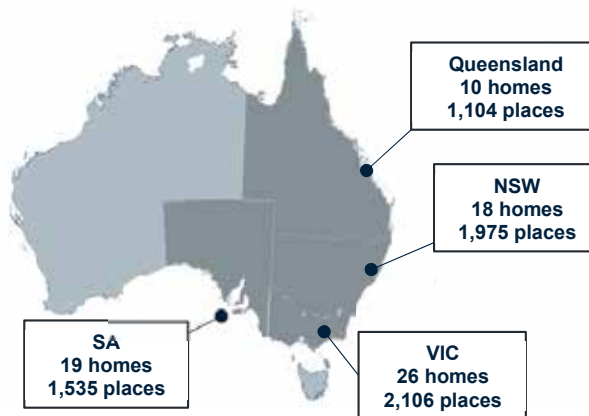 Queensland
10 homes
1,104 places
NSW
18 homes
1,975 places
SA
19 homes
1,535 places
VIC
26 homes
2,106 places